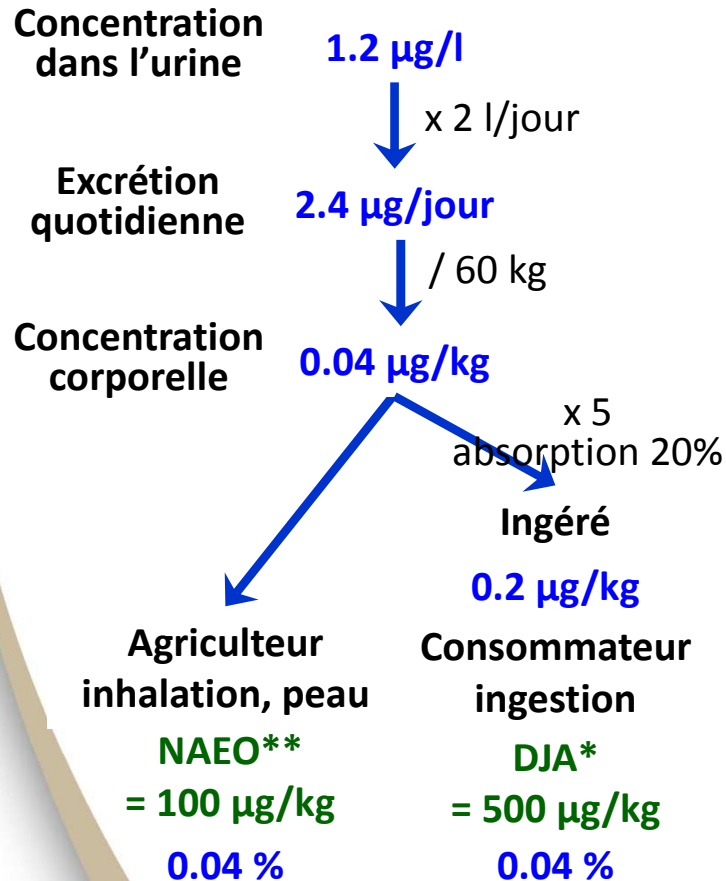 Concentration
dans l’urine
1.2 µg/l
x 2 l/jour
Excrétion
quotidienne
2.4 µg/jour
/ 60 kg
Concentration
corporelle
0.04 µg/kg
x 5
absorption 20%
Ingéré
0.2 µg/kg
Agriculteur
inhalation, peau
NAEO**
= 100 µg/kg
0.04 %
Consommateur
ingestion
DJA*
= 500 µg/kg
0.04 %